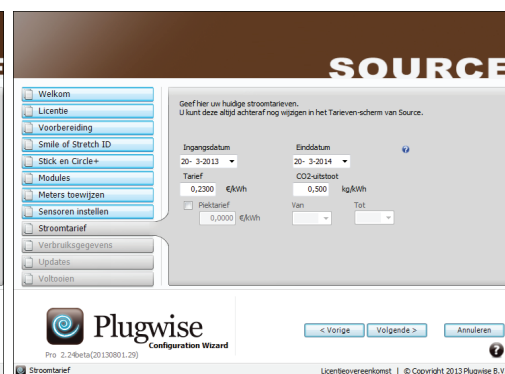 SOURCE
Welkom
Licentie
Voorbereiding
Smile of Stretch ID
Stick en Circle+
Modules
Meters toewijzen
Sensoren instellen
Stroomtarief
Verbruiksgegevens
Updates
Voltooien
Geef hier uw huidige stroomtarieven.
U kunt deze altijd achteraf nog wijzigen in het Tarieven-scherm van Source.
Ingangsdatum Einddatum
20- 3-2013 20- 3-2014
Tarief CO2-uitstoot
0,2300 €/kWh 0,500 kg/kWh
Piektarief Van Tot
0,0000 €/kWh
Plugwise
Configuration Wizard
Pro 2.24beta(20130801.29)
< Vorige Volgende > Annuleren
Stroomtarief Licentieovereenkomst | © Copyright 2013 Plugwise B.V